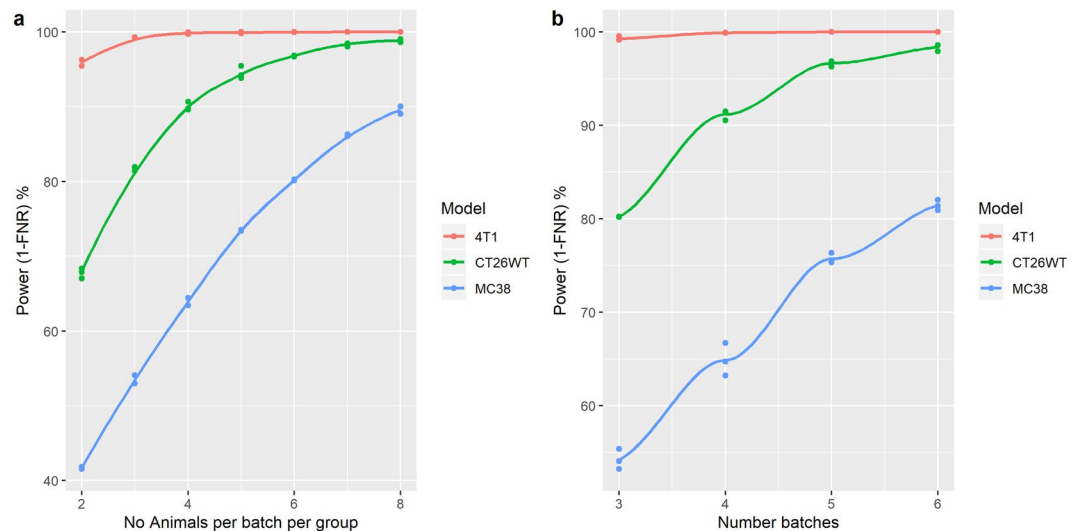 a
100
80
60
40
Power (1-FNR) %
2
4
6
8
No Animals per batch per group
Model
4T1
CT26WT
MC38
b
100
90
80
70
60
Power (1-FNR) %
3
4
5
6
Number batches
Model
4T1
CT26WT
MC38